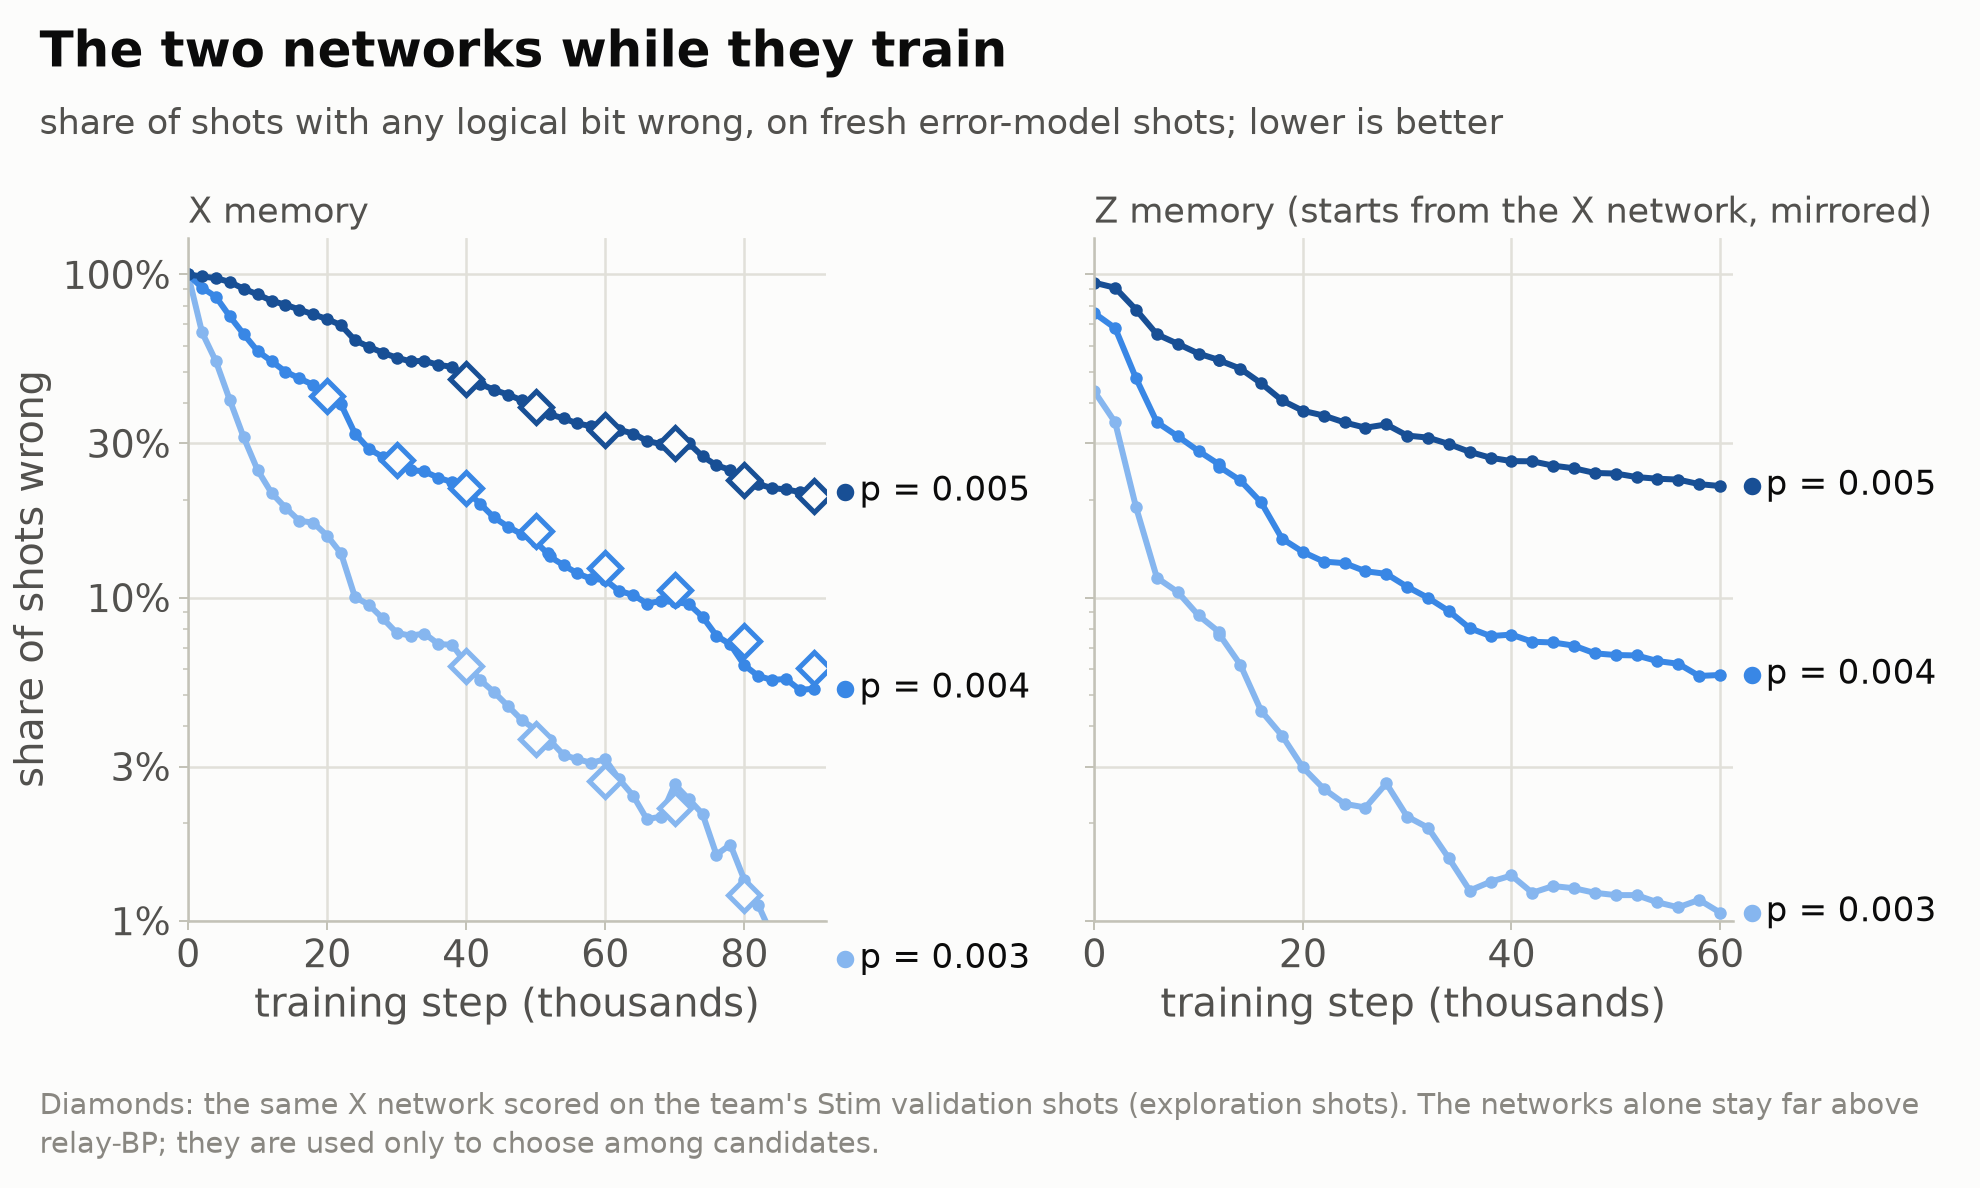 The two networks while they train
share of shots with any logical bit wrong, on fresh error-model shots; lower is better
X memory
share of shots wrong
100%
30%
10%
3%
1%
0 20 40 60 80
training step (thousands)
p = 0.005
p = 0.004
p = 0.003
Z memory (starts from the X network, mirrored)
0 20 40 60
training step (thousands)
p = 0.005
p = 0.004
p = 0.003
Diamonds: the same X network scored on the team's Stim validation shots (exploration shots). The networks alone stay far above
relay-BP; they are used only to choose among candidates.